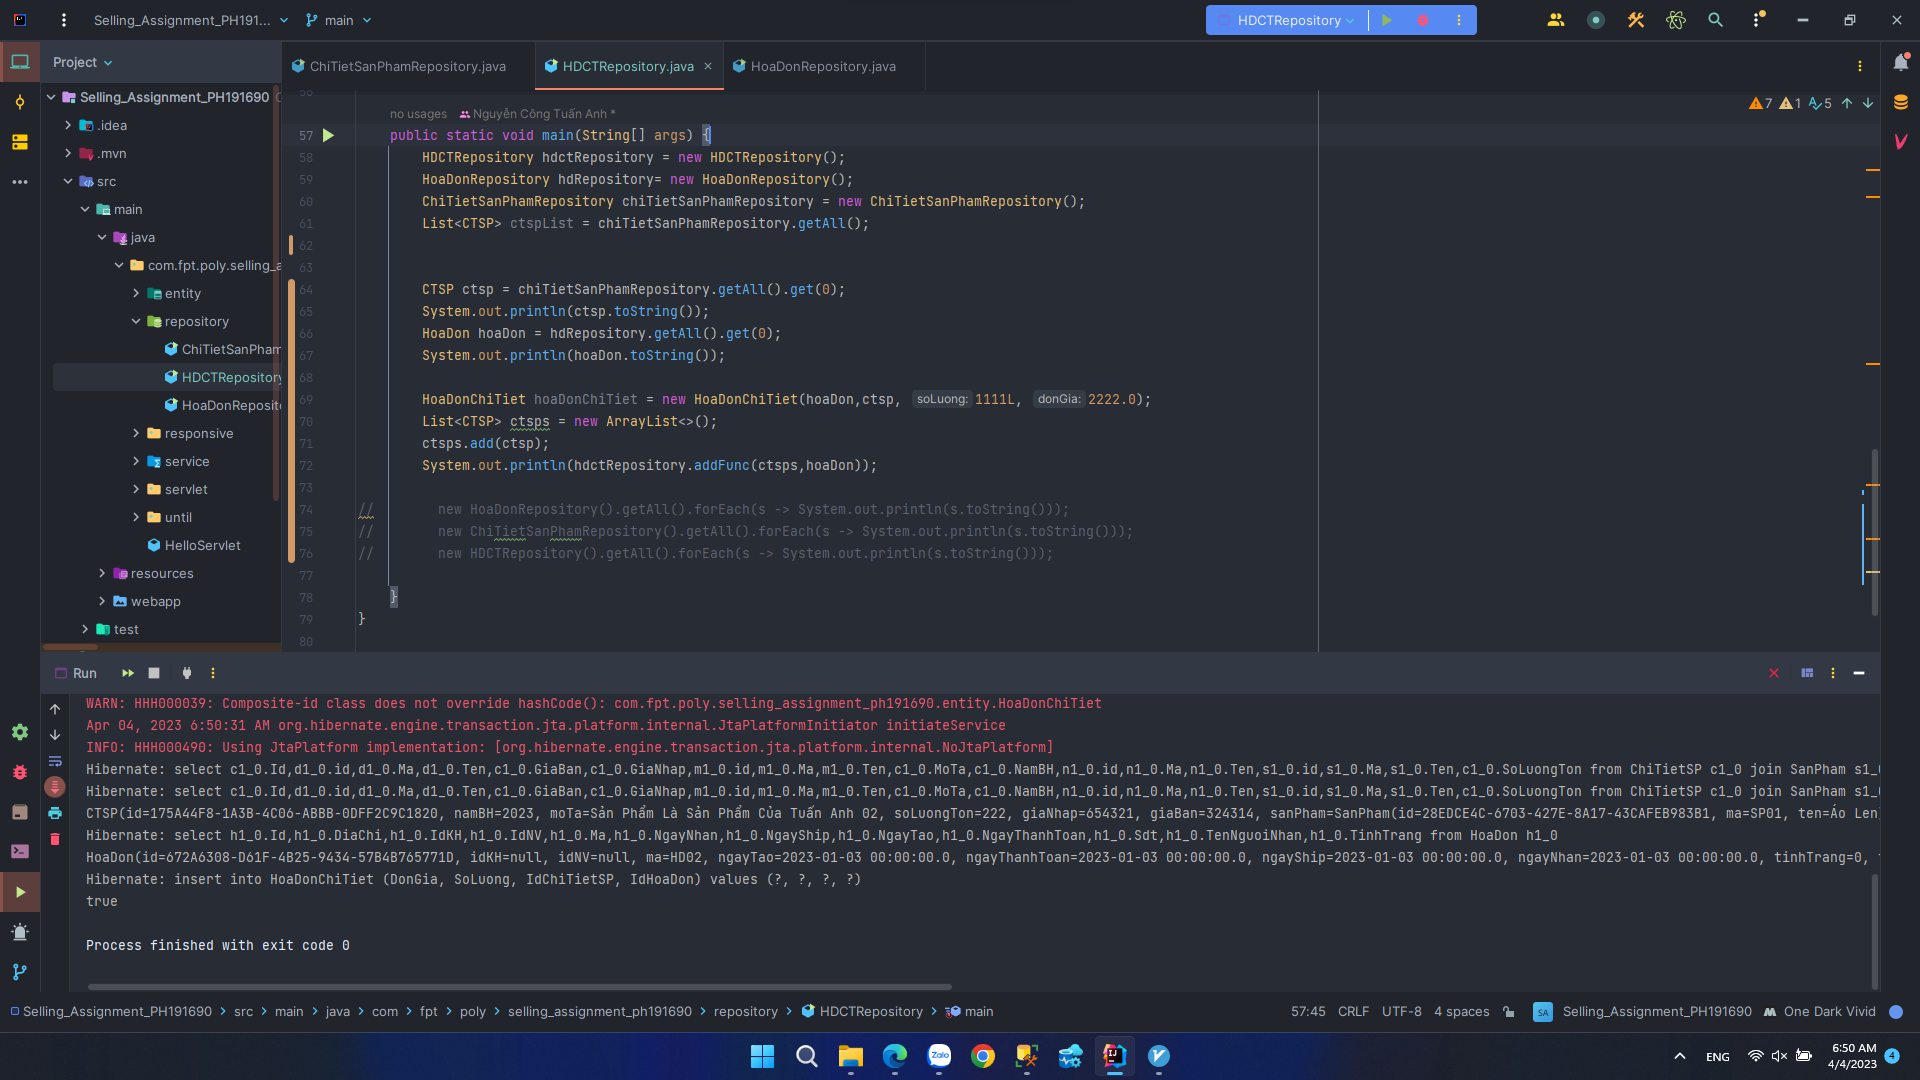 Selling_Assignment_PH191...
main
HDCTRepository
Project
ChiTietSanPhamRepository.java
HDCTRepository.java
HoaDonRepository.java
Selling_Assignment_PH191690
.idea
.mvn
src
main
java
com.fpt.poly.selling_a
entity
repository
ChiTietSanPham
HDCTRepository
HoaDonReposito
responsive
service
servlet
until
HelloServlet
resources
webapp
test
7 1 5
56
no usages Nguyễn Công Tuấn Anh *
57 public static void main(String[] args) {
58 HDCTRepository hdctRepository = new HDCTRepository();
59 HoaDonRepository hdRepository= new HoaDonRepository();
60 ChiTietSanPhamRepository chiTietSanPhamRepository = new ChiTietSanPhamRepository();
61 List<CTSP> ctspList = chiTietSanPhamRepository.getAll();
62
63
64 CTSP ctsp = chiTietSanPhamRepository.getAll().get(0);
65 System.out.println(ctsp.toString());
66 HoaDon hoaDon = hdRepository.getAll().get(0);
67 System.out.println(hoaDon.toString());
68
69 HoaDonChiTiet hoaDonChiTiet = new HoaDonChiTiet(hoaDon,ctsp, soLuong: 1111L, donGia: 2222.0);
70 List<CTSP> ctsps = new ArrayList<>();
71 ctsps.add(ctsp);
72 System.out.println(hdctRepository.addFunc(ctsps,hoaDon));
73
74 // new HoaDonRepository().getAll().forEach(s -> System.out.println(s.toString()));
75 // new ChiTietSanPhamRepository().getAll().forEach(s -> System.out.println(s.toString()));
76 // new HDCTRepository().getAll().forEach(s -> System.out.println(s.toString()));
77
78 }
79 }
80
Run
WARN: HHH000039: Composite-id class does not override hashCode(): com.fpt.poly.selling_assignment_ph191690.entity.HoaDonChiTiet
Apr 04, 2023 6:50:31 AM org.hibernate.engine.transaction.jta.platform.internal.JtaPlatformInitiator initiateService
INFO: HHH000490: Using JtaPlatform implementation: [org.hibernate.engine.transaction.jta.platform.internal.NoJtaPlatform]
Hibernate: select c1_0.Id,d1_0.id,d1_0.Ma,d1_0.Ten,c1_0.GiaBan,c1_0.GiaNhap,m1_0.id,m1_0.Ma,m1_0.Ten,c1_0.MoTa,c1_0.NamBH,n1_0.id,n1_0.Ma,n1_0.Ten,s1_0.id,s1_0.Ma,s1_0.Ten,c1_0.SoLuongTon from ChiTietSP c1_0 join SanPham s1_0
Hibernate: select c1_0.Id,d1_0.id,d1_0.Ma,d1_0.Ten,c1_0.GiaBan,c1_0.GiaNhap,m1_0.id,m1_0.Ma,m1_0.Ten,c1_0.MoTa,c1_0.NamBH,n1_0.id,n1_0.Ma,n1_0.Ten,s1_0.id,s1_0.Ma,s1_0.Ten,c1_0.SoLuongTon from ChiTietSP c1_0 join SanPham s1_0
CTSP(id=175A44F8-1A3B-4C06-ABBB-0DFF2C9C1820, namBH=2023, moTa=Sản Phẩm Là Sản Phẩm Của Tuấn Anh 02, soLuongTon=222, giaNhap=654321, giaBan=324314, sanPham=SanPham(id=28EDCE4C-6703-427E-8A17-43CAFEB983B1, ma=SP01, ten=Áo Len
Hibernate: select h1_0.id,h1_0.DiaChi,h1_0.IdKH,h1_0.IdNV,h1_0.Ma,h1_0.NgayNhan,h1_0.NgayShip,h1_0.NgayTao,h1_0.NgayThanhToan,h1_0.Sdt,h1_0.TenNguoiNhan,h1_0.TinhTrang from HoaDon h1_0
HoaDon(id=672A6308-D61F-4B25-9434-57B4B765771D, idKH=null, idNV=null, ma=HD02, ngayTao=2023-01-03 00:00:00.0, ngayThanhToan=2023-01-03 00:00:00.0, ngayShip=2023-01-03 00:00:00.0, ngayNhan=2023-01-03 00:00:00.0, tinhTrang=0,
Hibernate: insert into HoaDonChiTiet (DonGia, SoLuong, IdChiTietSP, IdHoaDon) values (?, ?, ?, ?)
true
Process finished with exit code 0
Selling_Assignment_PH191690 > src > main > java > com > fpt > poly > selling_assignment_ph191690 > repository > HDCTRepository > main
57:45 CRLF UTF-8 4 spaces SA Selling_Assignment_PH191690 One Dark Vivid
Zalo
ENG
6:50 AM
4/4/2023
4